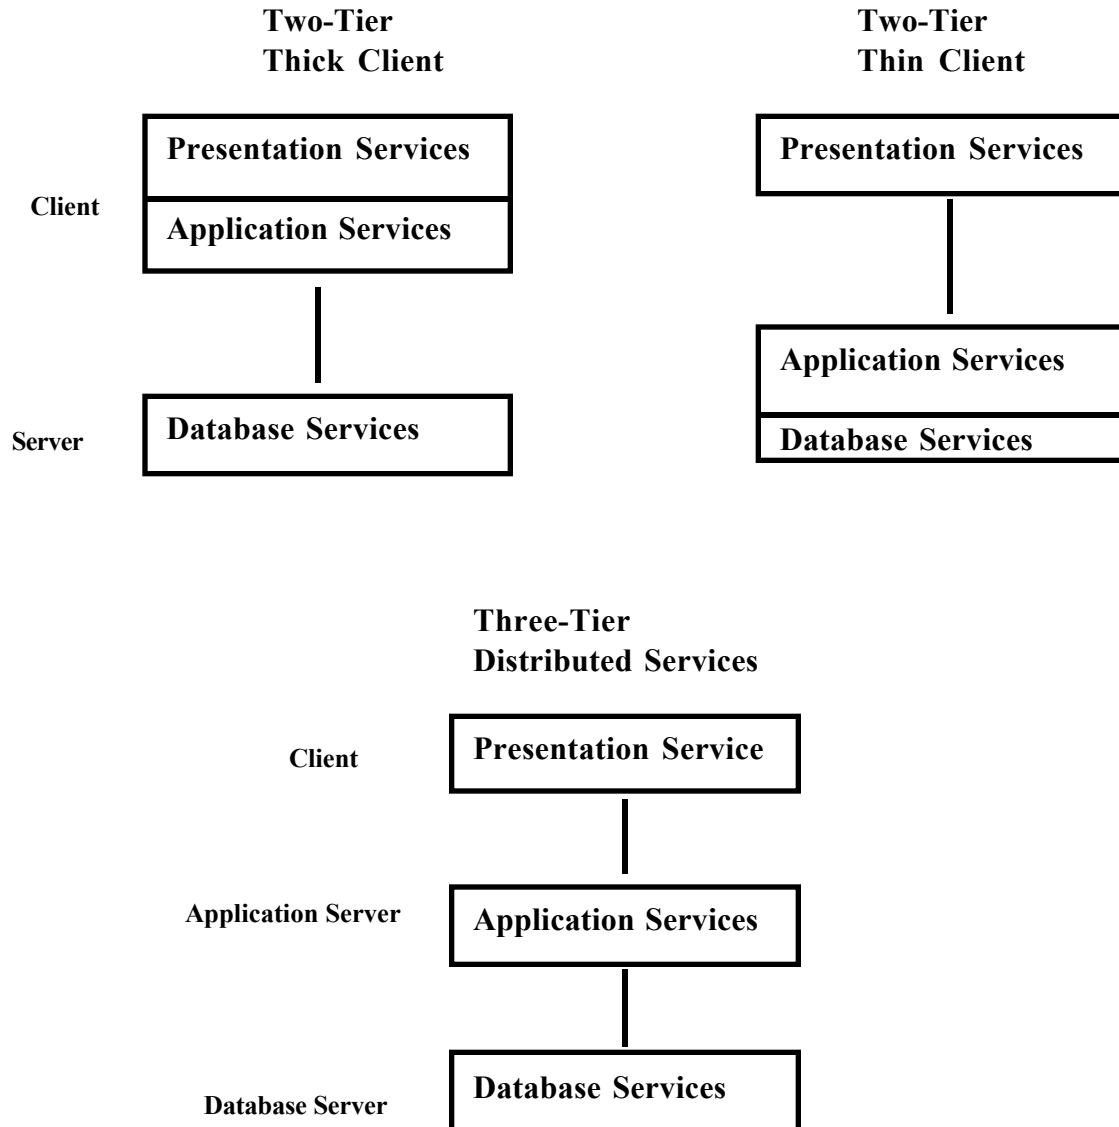 Two-Tier
Thick Client
Two-Tier
Thin Client
Presentation Services
Client
Application Services
Server
Database Services
Presentation Services
Application Services
Database Services
Three-Tier
Distributed Services
Client
Presentation Service
Application Server
Application Services
Database Server
Database Services